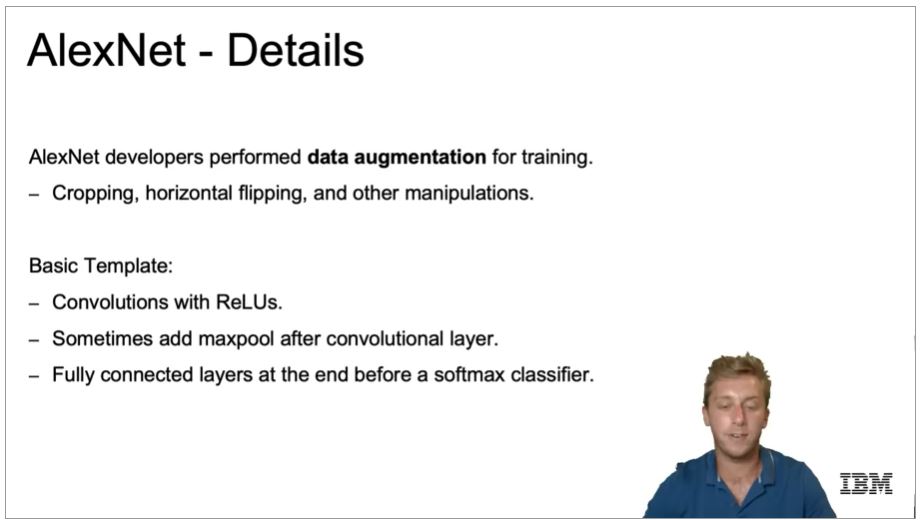 AlexNet - Details
AlexNet developers performed data augmentation for training.
– Cropping, horizontal flipping, and other manipulations.
Basic Template:
– Convolutions with ReLUs.
– Sometimes add maxpool after convolutional layer.
– Fully connected layers at the end before a softmax classifier.
IBM